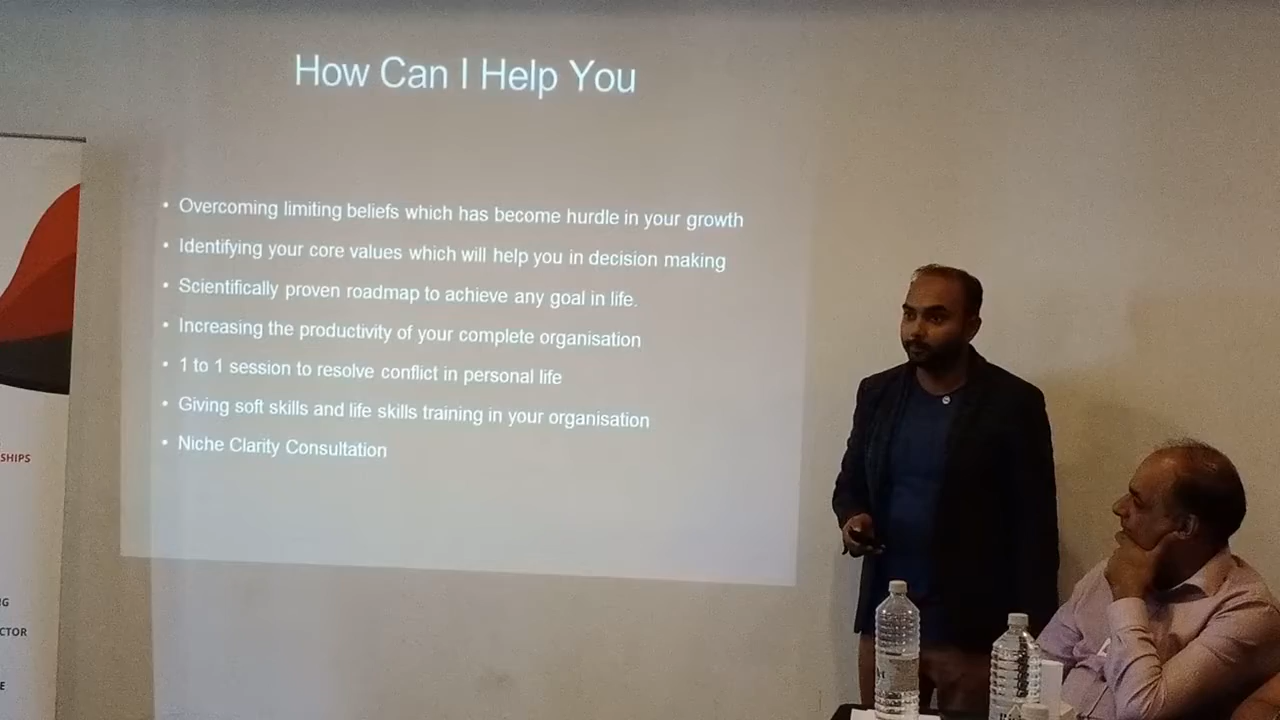 How Can I Help You
• Overcoming limiting beliefs which has become hurdle in your growth
• Identifying your core values which will help you in decision making
• Scientifically proven roadmap to achieve any goal in life.
• Increasing the productivity of your complete organisation
• 1 to 1 session to resolve conflict in personal life
• Giving soft skills and life skills training in your organisation
• Niche Clarity Consultation
SHIPS
NG
CTOR
E